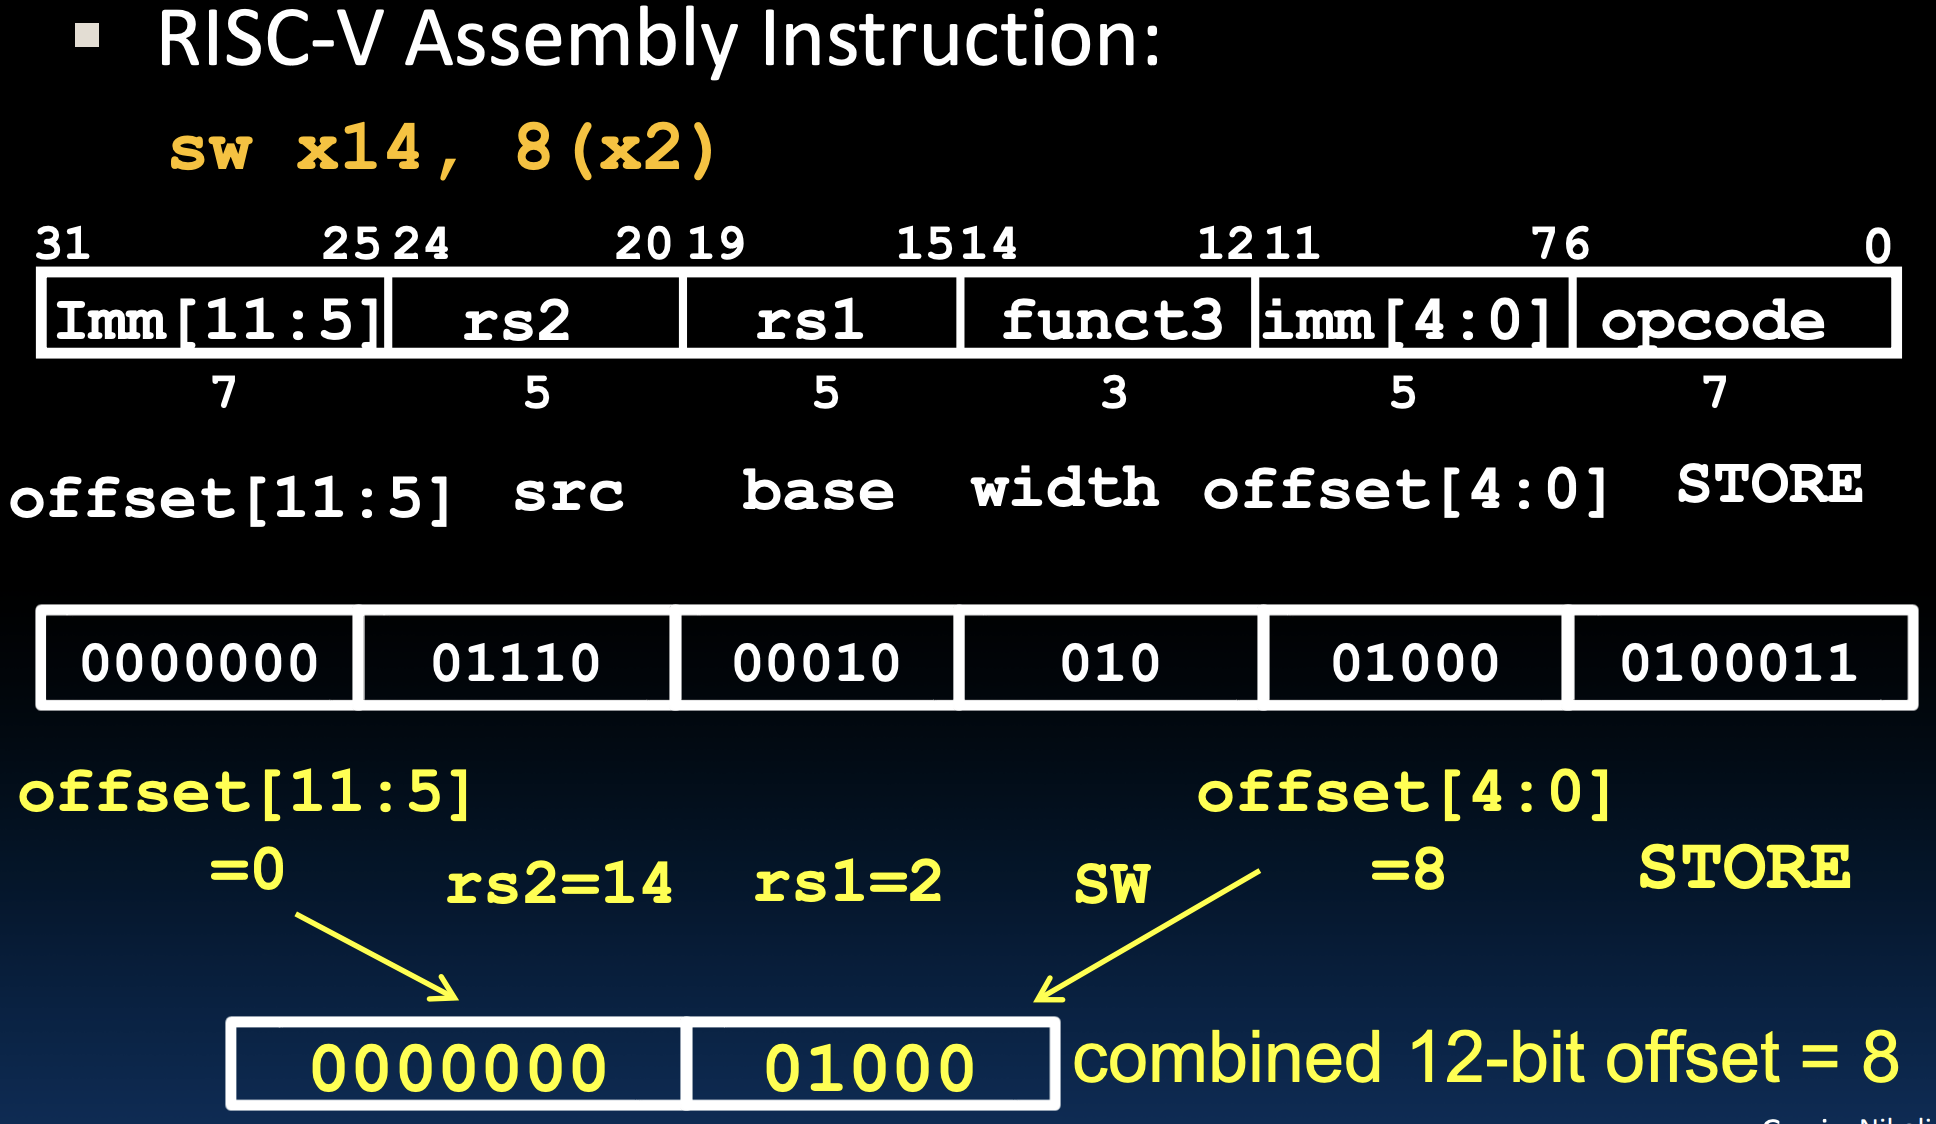 ▪ RISC-V Assembly Instruction:
sw x14, 8(x2)
31 25 24 20 19 15 14 12 11 7 6 0
Imm[11:5] rs2 rs1 funct3 imm[4:0] opcode
7 5 5 3 5 7
offset[11:5] src base width offset[4:0] STORE
0000000 01110 00010 010 01000 0100011
offset[11:5] offset[4:0]
=0 rs2=14 rs1=2 SW =8 STORE
0000000 01000 combined 12-bit offset = 8